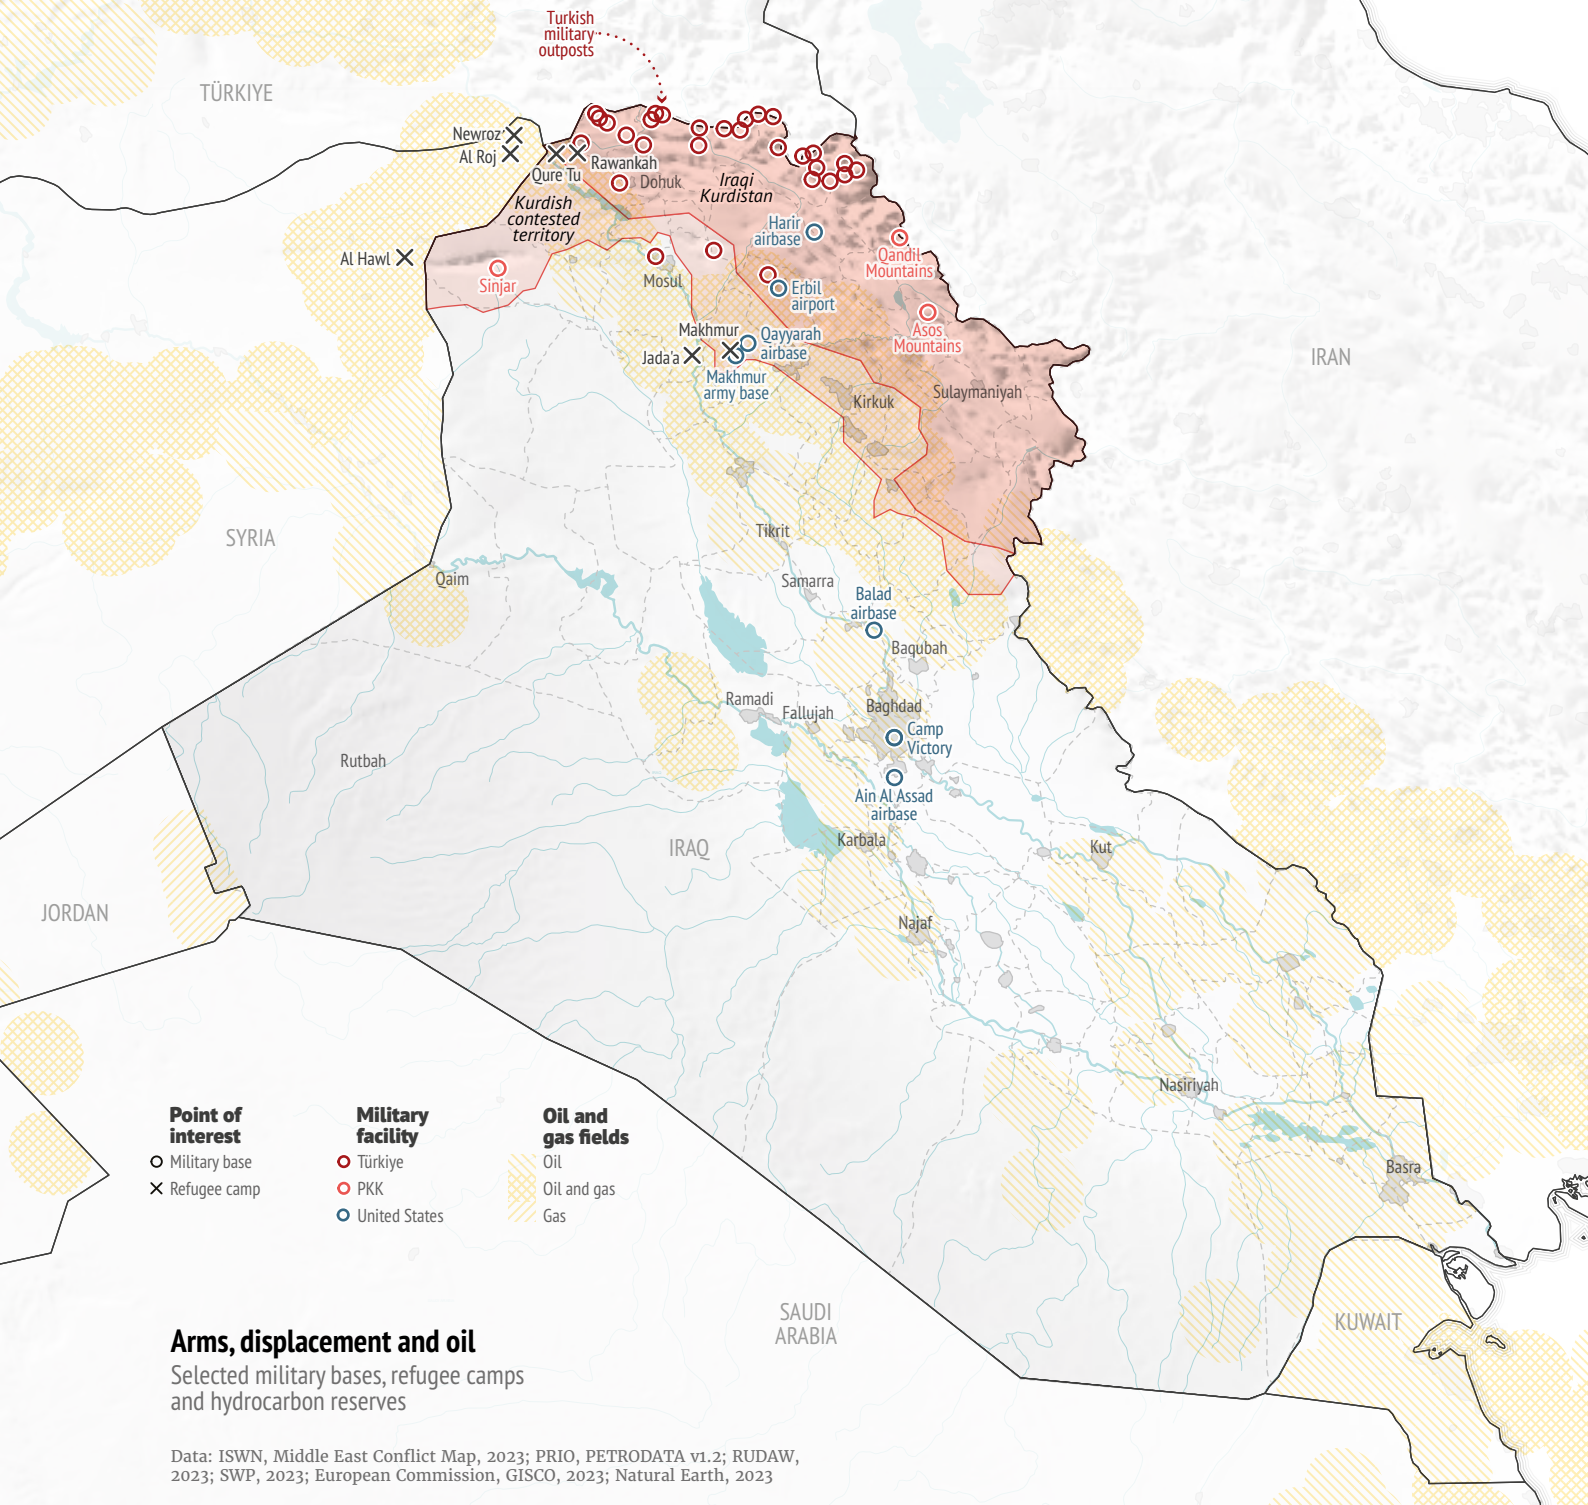 Turkish
military
outposts
TÜRKIYE
Newroz
Al Roj
Qure Tu
Rawankah
Dohuk
Iraqi
Kurdistan
Kurdish
contested
territory
Harir
airbase
Qandil
Mountains
Al Hawl
Sinjar
Mosul
Erbil
airport
Asos
Mountains
Makhmur
Qayyarah
airbase
Jada'a
Makhmur
army base
IRAN
Kirkuk
Sulaymaniyah
SYRIA
Tikrit
Qaim
Samarra
Balad
airbase
Baqubah
Ramadi
Fallujah
Baghdad
Camp
Victory
Rutbah
Ain Al Assad
airbase
IRAQ
Karbala
Kut
JORDAN
Najaf
Nasiriyah
Basra
KUWAIT
SAUDI
ARABIA
Point of
interest
Military base
Refugee camp
Military
facility
Türkiye
PKK
United States
Oil and
gas fields
Oil
Oil and gas
Gas
Arms, displacement and oil
Selected military bases, refugee camps
and hydrocarbon reserves
Data: ISWN, Middle East Conflict Map, 2023; PRIO, PETRODATA v1.2; RUDAW,
2023; SWP, 2023; European Commission, GISCO, 2023; Natural Earth, 2023